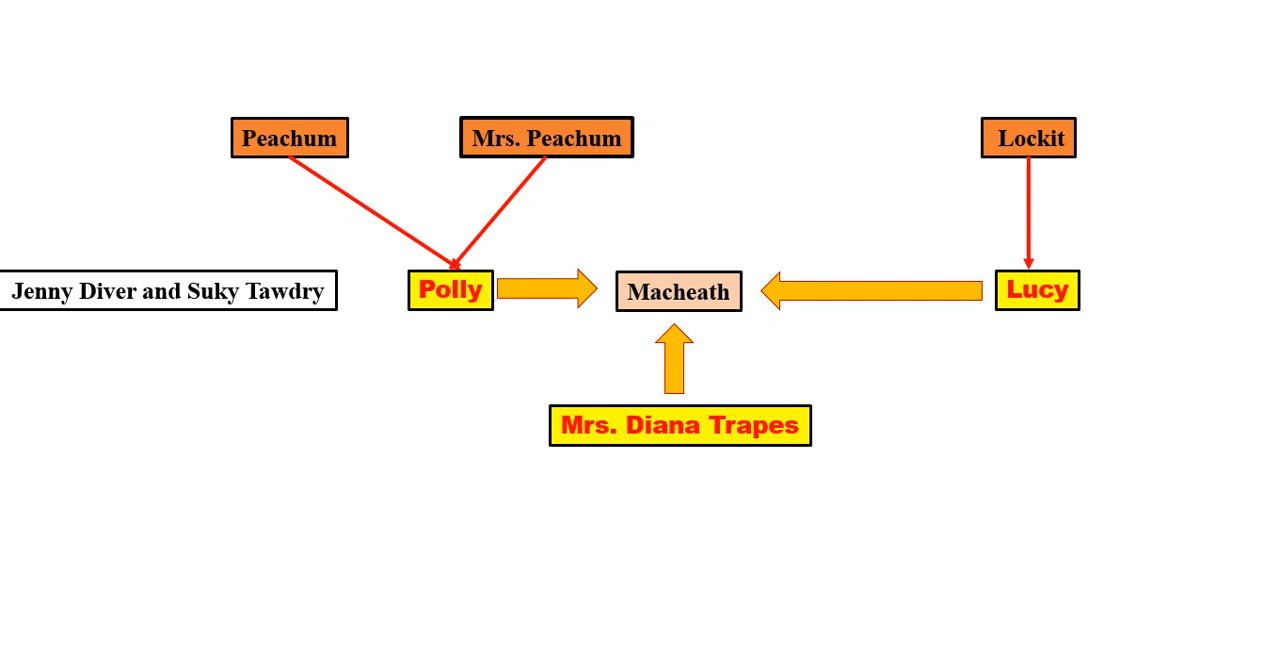 Peachum
Mrs. Peachum
Lockit
Jenny Diver and Suky Tawdry
Polly
Macheath
Lucy
Mrs. Diana Trapes